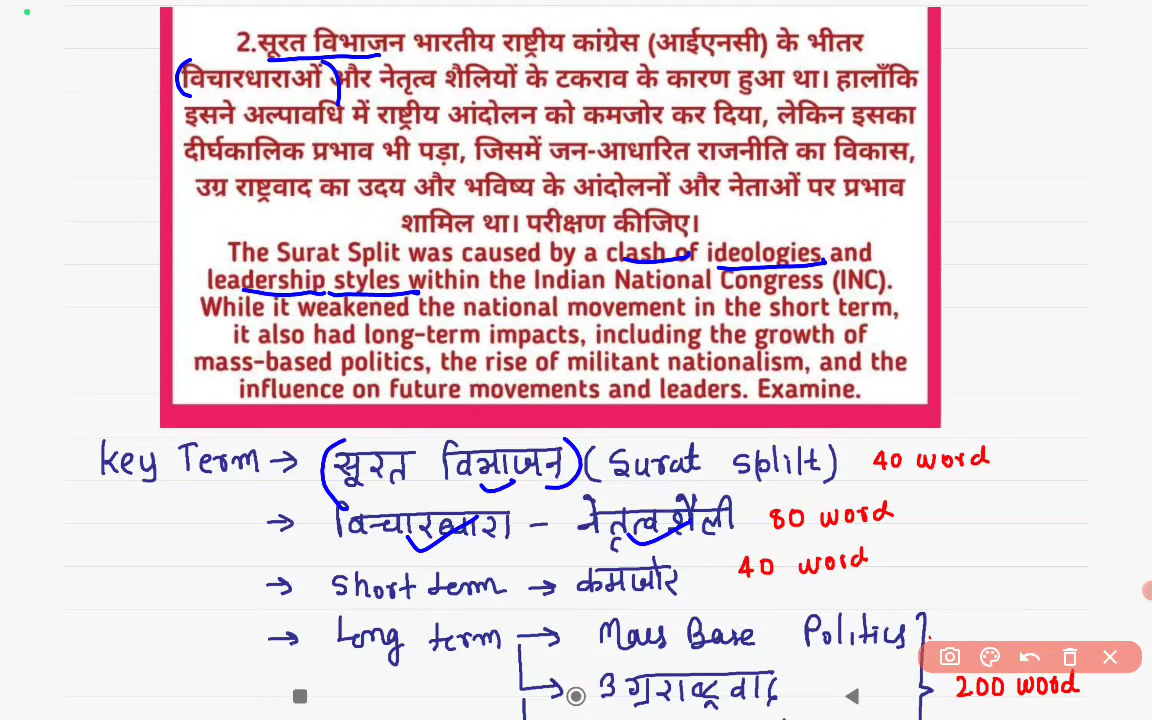 2.सूरत विभाजन भारतीय राष्ट्रीय कांग्रेस (आईएनसी) के भीतर
विचारधाराओं और नेतृत्व शैलियों के टकराव के कारण हुआ था। हालाँकि
इसने अल्पावधि में राष्ट्रीय आंदोलन को कमजोर कर दिया, लेकिन इसका
दीर्घकालिक प्रभाव भी पड़ा, जिसमें जन-आधारित राजनीति का विकास,
उग्र राष्ट्रवाद का उदय और भविष्य के आंदोलनों और नेताओं पर प्रभाव
शामिल था। परीक्षण कीजिए।
The Surat Split was caused by a clash of ideologies and
leadership styles within the Indian National Congress (INC).
While it weakened the national movement in the short term,
it also had long-term impacts, including the growth of
mass-based politics, the rise of militant nationalism, and the
influence on future movements and leaders. Examine.
Key Term → सूरत विभाजन (Surat splilt) 40 word
→ विचारधारा - नेतृत्व शैली 80 word
→ short term → कमजोर 40 word
→ Long term → Mass Base Politics
→ उग्रराष्ट्रवाद 200 word